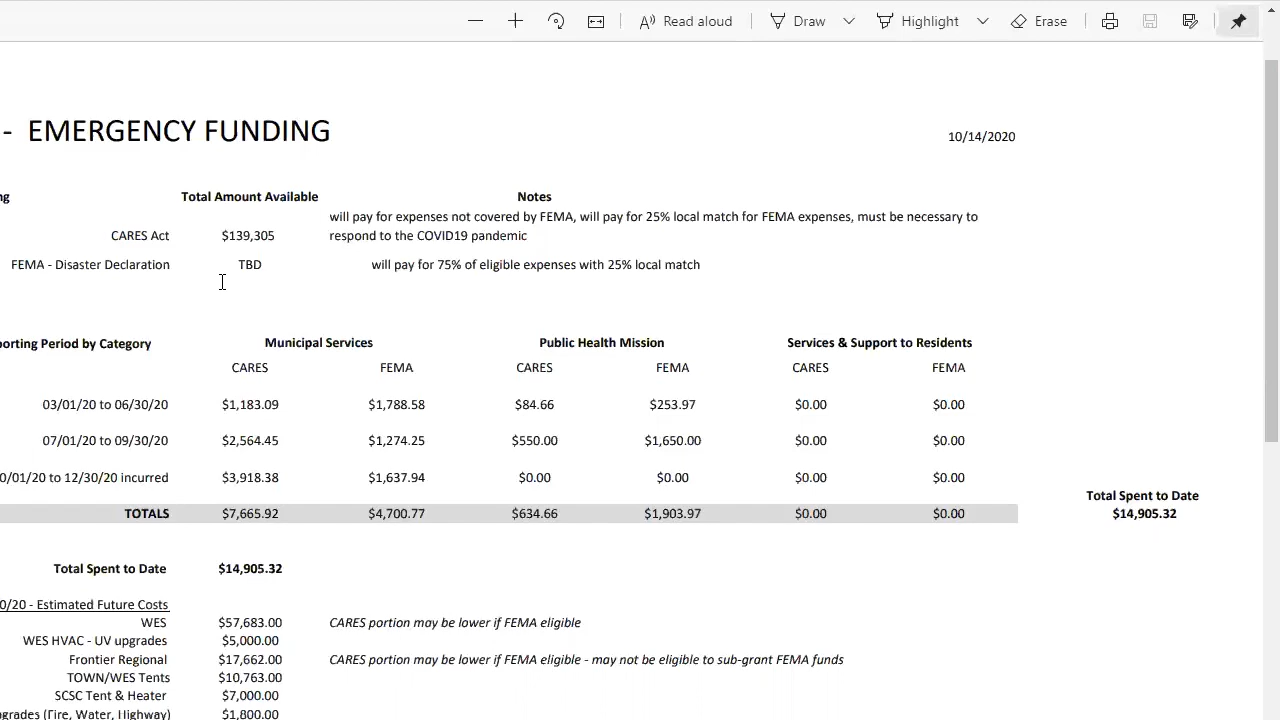 Read aloud Draw Highlight Erase
- EMERGENCY FUNDING 10/14/2020
ng Total Amount Available Notes
will pay for expenses not covered by FEMA, will pay for 25% local match for FEMA expenses, must be necessary to
CARES Act $139,305 respond to the COVID19 pandemic
FEMA - Disaster Declaration TBD will pay for 75% of eligible expenses with 25% local match
porting Period by Category Municipal Services Public Health Mission Services & Support to Residents
CARES FEMA CARES FEMA CARES FEMA
03/01/20 to 06/30/20 $1,183.09 $1,788.58 $84.66 $253.97 $0.00 $0.00
07/01/20 to 09/30/20 $2,564.45 $1,274.25 $550.00 $1,650.00 $0.00 $0.00
0/01/20 to 12/30/20 incurred $3,918.38 $1,637.94 $0.00 $0.00 $0.00 $0.00
Total Spent to Date
TOTALS $7,665.92 $4,700.77 $634.66 $1,903.97 $0.00 $0.00 $14,905.32
Total Spent to Date $14,905.32
0/20 - Estimated Future Costs
WES $57,683.00 CARES portion may be lower if FEMA eligible
WES HVAC - UV upgrades $5,000.00
Frontier Regional $17,662.00 CARES portion may be lower if FEMA eligible - may not be eligible to sub-grant FEMA funds
TOWN/WES Tents $10,763.00
SCSC Tent & Heater $7,000.00
pgrades (Fire, Water, Highway) $1,800.00